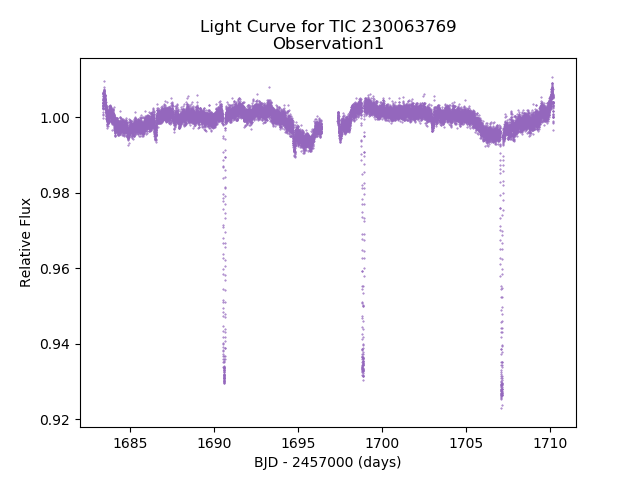 Light Curve for TIC 230063769
Observation1
1.00
0.98
0.96
0.94
0.92
Relative Flux
1685
1690
1695
1700
1705
1710
BJD - 2457000 (days)